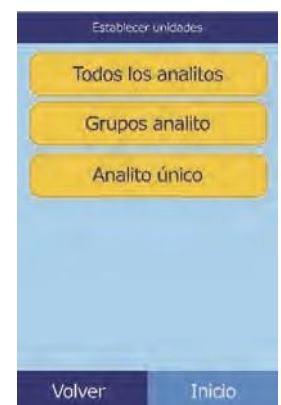 Establecer unidades
Todos los analitos
Grupos analito
Analito único
Volver Inicio